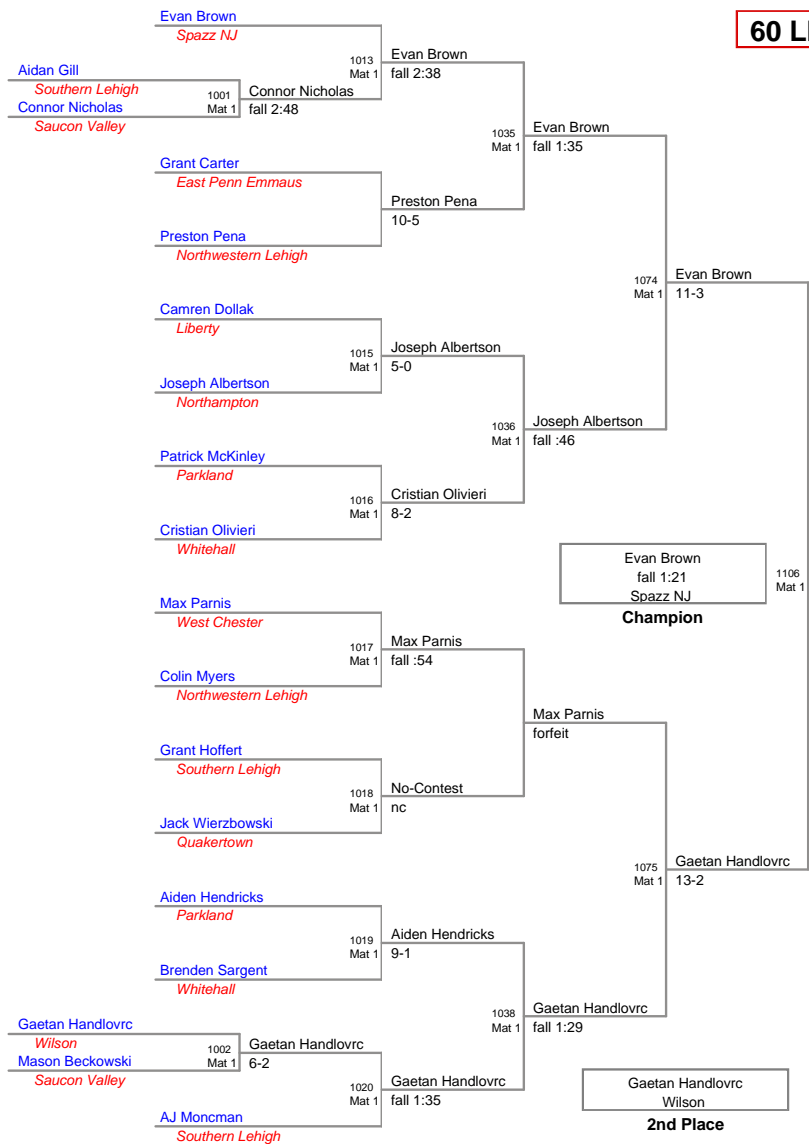 Evan Brown
Spazz NJ
60 L
1013
Mat 1
Evan Brown
fall 2:38
Aidan Gill
Southern Lehigh
1001
Mat 1
Connor Nicholas
fall 2:48
Connor Nicholas
Saucon Valley
1035
Mat 1
Evan Brown
fall 1:35
Grant Carter
East Penn Emmaus
Preston Pena
10-5
Preston Pena
Northwestern Lehigh
1074
Mat 1
Evan Brown
11-3
Camren Dollak
Liberty
1015
Mat 1
Joseph Albertson
5-0
Joseph Albertson
Northampton
1036
Mat 1
Joseph Albertson
fall :46
Patrick McKinley
Parkland
1016
Mat 1
Cristian Olivieri
8-2
Cristian Olivieri
Whitehall
Evan Brown
fall 1:21
Spazz NJ
1106
Mat 1
Champion
Max Parnis
West Chester
1017
Mat 1
Max Parnis
fall :54
Colin Myers
Northwestern Lehigh
Max Parnis
forfeit
Grant Hoffert
Southern Lehigh
1018
Mat 1
No-Contest
nc
Jack Wierzbowski
Quakertown
1075
Mat 1
Gaetan Handlovrc
13-2
Aiden Hendricks
Parkland
1019
Mat 1
Aiden Hendricks
9-1
Brenden Sargent
Whitehall
1038
Mat 1
Gaetan Handlovrc
fall 1:29
Gaetan Handlovrc
Wilson
1002
Mat 1
Gaetan Handlovrc
6-2
Mason Beckowski
Saucon Valley
1020
Mat 1
Gaetan Handlovrc
fall 1:35
AJ Moncman
Southern Lehigh
Gaetan Handlovrc
Wilson
2nd Place